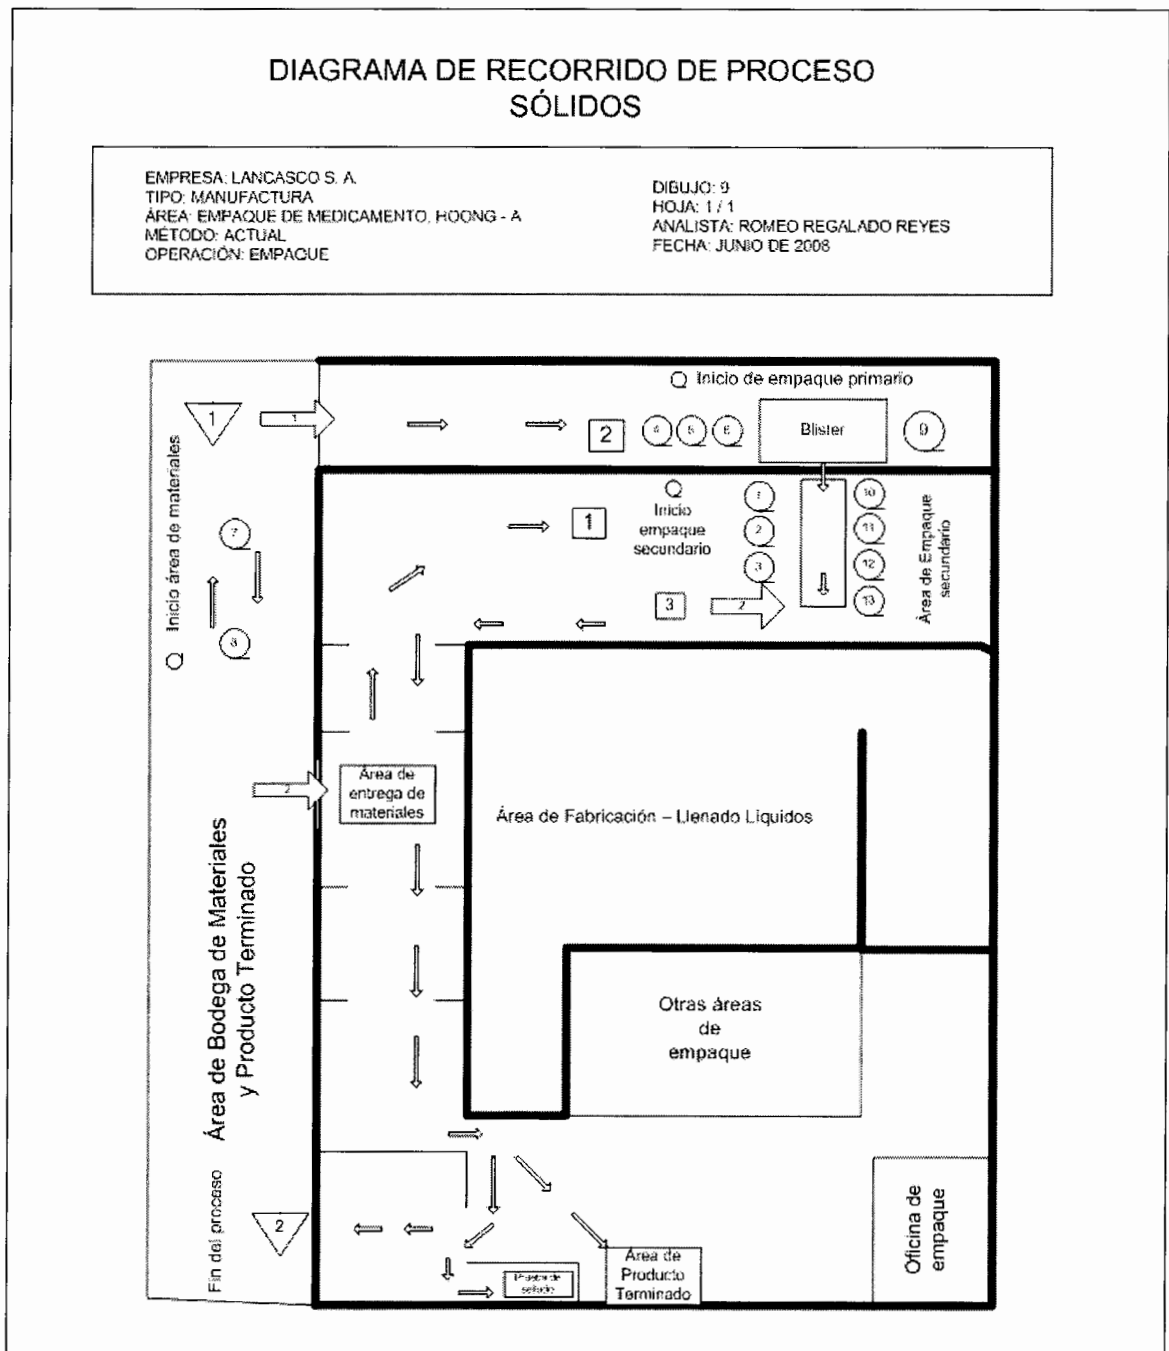 DIAGRAMA DE RECORRIDO DE PROCESO
SÓLIDOS
EMPRESA: LANCASCO S. A.
TIPO: MANUFACTURA
ÁREA: EMPAQUE DE MEDICAMENTO, HOONG - A
MÉTODO: ACTUAL
OPERACIÓN: EMPAQUE
DIBUJO: 9
HOJA: 1 / 1
ANALISTA: ROMEO REGALADO REYES
FECHA: JUNIO DE 2008
Inicio de empaque primario
1
1
2
4
5
6
Blister
9
Inicio área de materiales
7
8
1
Inicio
empaque
secundario
1
2
3
10
11
12
13
Área de Empaque
secundario
3
2
2
Área de
entrega de
materiales
Área de Fabricación – Llenado Líquidos
Área de Bodega de Materiales
y Producto Terminado
Otras áreas
de
empaque
Fin del proceso
2
sellado
Área de
Producto
Terminado
Oficina de
empaque